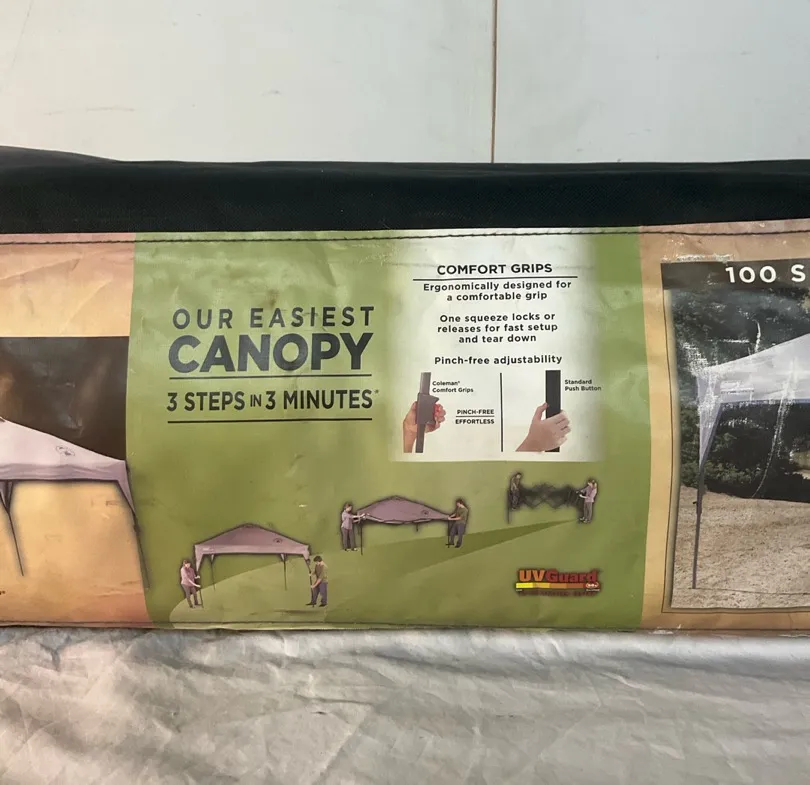 OUR EASIEST
CANOPY
3 STEPS IN 3 MINUTES*
COMFORT GRIPS
Ergonomically designed for
a comfortable grip
One squeeze locks or
releases for fast setup
and tear down
Pinch-free adjustability
Coleman®
Comfort Grips
PINCH-FREE
EFFORTLESS
Standard
Push Button
UVGuard
100 S